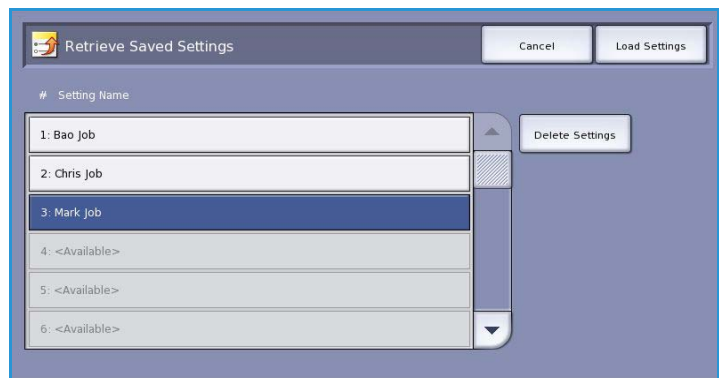 Retrieve Saved Settings
Cancel
Load Settings
# Setting Name
1: Bao Job
Delete Settings
2: Chris Job
3: Mark Job
4: <Available>
5: <Available>
6: <Available>